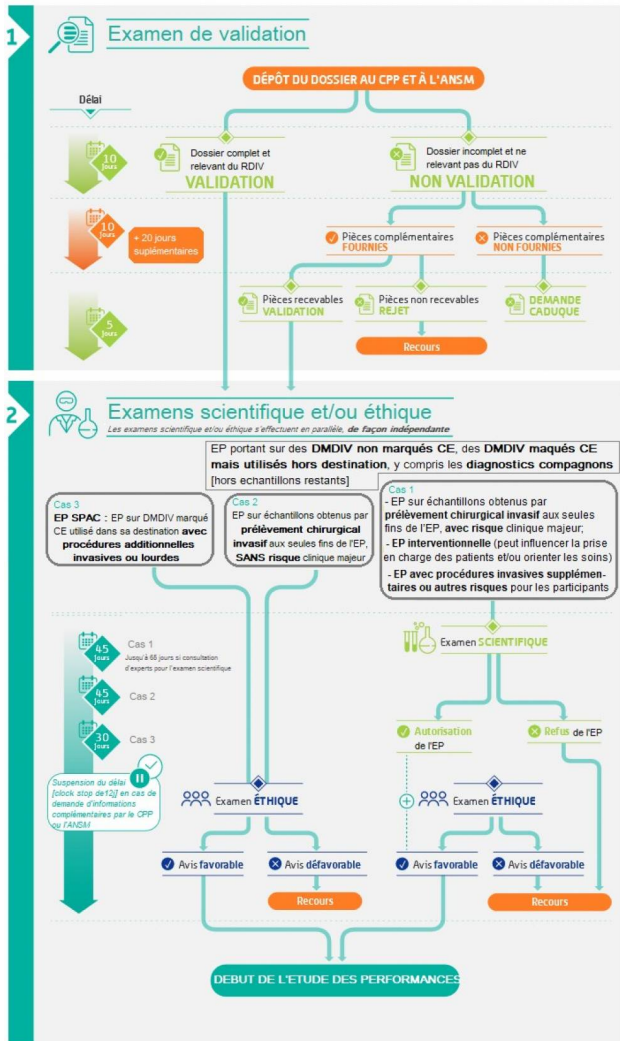 1
Examen de validation
DÉPÔT DU DOSSIER AU CPP ET À L'ANSM
Délai
10
jours
Dossier complet et
relevant du RDIV
VALIDATION
Dossier incomplet et ne
relevant pas du RDIV
NON VALIDATION
10
jours
+ 20 jours
suplémentaires
Pièces complémentaires
FOURNIES
Pièces complémentaires
NON FOURNIES
5
jours
Pièces recevables
VALIDATION
Pièces non recevables
REJET
DEMANDE
CADUQUE
Recours
2
Examens scientifique et/ou éthique
Les examens scientifique et/ou éthique s'effectuent en parallèle, de façon indépendante
EP portant sur des DMDIV non marqués CE, des DMDIV maqués CE
mais utilisés hors destination, y compris les diagnostics compagnons
[hors echantillons restants]
Cas 3
EP SPAC : EP sur DMDIV marqué
CE utilisé dans sa destination avec
procédures additionnelles
invasives ou lourdes
Cas 2
EP sur échantillons obtenus par
prélèvement chirurgical
invasif aux seules fins de l'EP,
SANS risque clinique majeur
Cas 1
- EP sur échantillons obtenus par
prélèvement chirurgical invasif aux seules
fins de l'EP, avec risque clinique majeur;
- EP interventionnelle (peut influencer la prise
en charge des patients et/ou orienter les soins)
- EP avec procédures invasives supplémen-
taires ou autres risques pour les participants
Examen SCIENTIFIQUE
45
jours
Cas 1
Jusqu'à 65 jours si consultation
d'experts pour l'examen scientifique
45
jours
Cas 2
30
jours
Cas 3
Autorisation
de l'EP
Refus de l'EP
Suspension du délai
[clock stop de12j] en cas de
demande d'infomations
complémentaires par le CPP
ou l'ANSM
Examen ÉTHIQUE
Examen ÉTHIQUE
Avis favorable
Avis défavorable
Avis favorable
Avis défavorable
Recours
Recours
DEBUT DE L'ETUDE DES PERFORMANCES